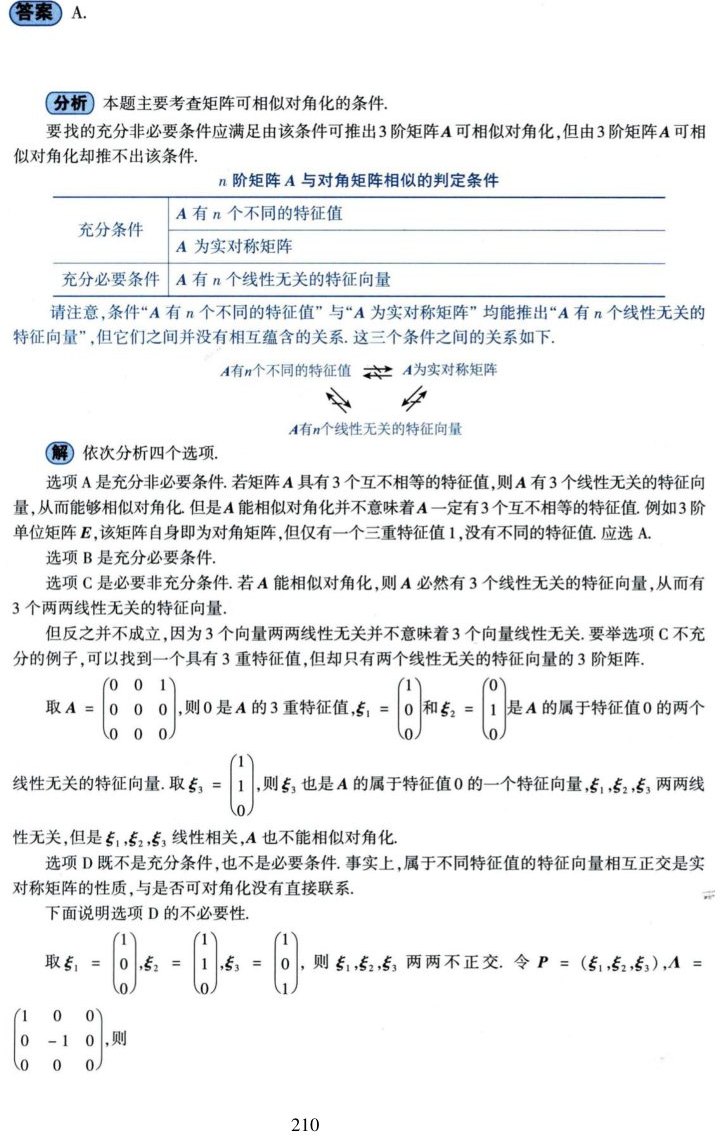 答案 A.
分析 本题主要考查矩阵可相似对角化的条件.
要找的充分非必要条件应满足由该条件可推出3阶矩阵A可相似对角化,但由3阶矩阵A可相
似对角化却推不出该条件.
n 阶矩阵 A 与对角矩阵相似的判定条件
充分条件
A 有 n 个不同的特征值
A 为实对称矩阵
充分必要条件 A 有 n 个线性无关的特征向量
请注意,条件“A 有 n 个不同的特征值”与“A 为实对称矩阵”均能推出“A 有 n 个线性无关的
特征向量”,但它们之间并没有相互蕴含的关系. 这三个条件之间的关系如下.
A有n个不同的特征值 A为实对称矩阵
A有n个线性无关的特征向量
解 依次分析四个选项.
选项 A 是充分非必要条件. 若矩阵 A 具有 3 个互不相等的特征值,则 A 有 3 个线性无关的特征向
量,从而能够相似对角化. 但是 A 能相似对角化并不意味着 A 一定有 3 个互不相等的特征值. 例如 3 阶
单位矩阵 E,该矩阵自身即为对角矩阵,但仅有一个三重特征值 1,没有不同的特征值. 应选 A.
选项 B 是充分必要条件.
选项 C 是必要非充分条件. 若 A 能相似对角化,则 A 必然有 3 个线性无关的特征向量,从而有
3 个两两线性无关的特征向量.
但反之并不成立,因为 3 个向量两两线性无关并不意味着 3 个向量线性无关. 要举选项 C 不充
分的例子,可以找到一个具有 3 重特征值,但却只有两个线性无关的特征向量的 3 阶矩阵.
取 A = (0 0 1; 0 0 0; 0 0 0),则 0 是 A 的 3 重特征值,ξ₁ = (1; 0; 0)和 ξ₂ = (0; 1; 0)是 A 的属于特征值 0 的两个
线性无关的特征向量. 取 ξ₃ = (1; 1; 0),则 ξ₃ 也是 A 的属于特征值 0 的一个特征向量,ξ₁,ξ₂,ξ₃ 两两线
性无关,但是 ξ₁,ξ₂,ξ₃ 线性相关,A 也不能相似对角化.
选项 D 既不是充分条件,也不是必要条件. 事实上,属于不同特征值的特征向量相互正交是实
对称矩阵的性质,与是否可对角化没有直接联系.
下面说明选项 D 的不必要性.
取 ξ₁ = (1; 0; 0),ξ₂ = (1; 1; 0),ξ₃ = (1; 0; 1), 则 ξ₁,ξ₂,ξ₃ 两两不正交. 令 P = (ξ₁,ξ₂,ξ₃),Λ =
(1 0 0; 0 -1 0; 0 0 0),则
210